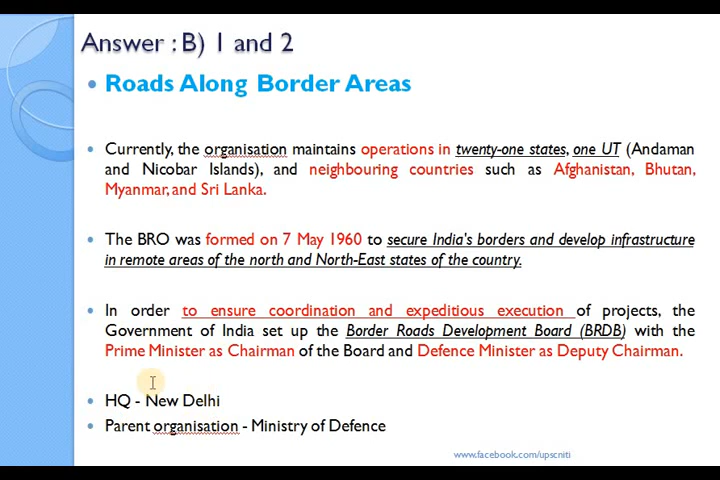 Answer : B) 1 and 2
Roads Along Border Areas
Currently, the organisation maintains operations in twenty-one states, one UT (Andaman
and Nicobar Islands), and neighbouring countries such as Afghanistan, Bhutan,
Myanmar, and Sri Lanka.
The BRO was formed on 7 May 1960 to secure India's borders and develop infrastructure
in remote areas of the north and North-East states of the country.
In order to ensure coordination and expeditious execution of projects, the
Government of India set up the Border Roads Development Board (BRDB) with the
Prime Minister as Chairman of the Board and Defence Minister as Deputy Chairman.
HQ - New Delhi
Parent organisation - Ministry of Defence
www.facebook.com/upscniti